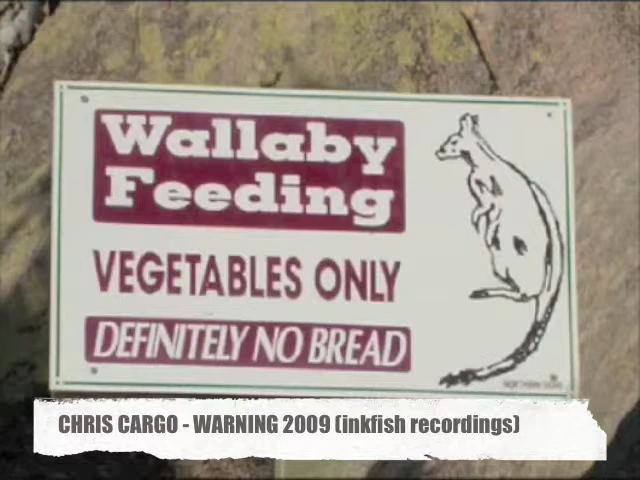 Wallaby
Feeding
VEGETABLES ONLY
DEFINITELY NO BREAD
CHRIS CARGO - WARNING 2009 (inkfish recordings)